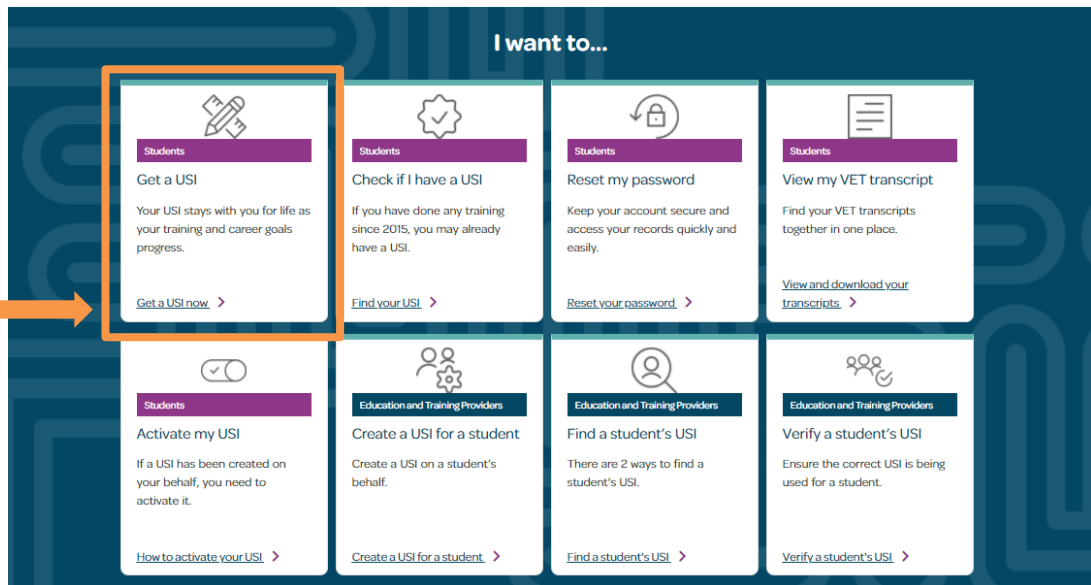 I want to...
Students
Get a USI
Your USI stays with you for life as
your training and career goals
progress.
Get a USI now
Students
Check if I have a USI
If you have done any training
since 2015, you may already
have a USI.
Find your USI
Students
Reset my password
Keep your account secure and
access your records quickly and
easily.
Reset your password
Students
View my VET transcript
Find your VET transcripts
together in one place.
View and download your
transcripts
Students
Activate my USI
If a USI has been created on
your behalf, you need to
activate it.
How to activate your USI
Education and Training Providers
Create a USI for a student
Create a USI on a student's
behalf.
Create a USI for a student
Education and Training Providers
Find a student's USI
There are 2 ways to find a
student's USI.
Find a student's USI
Education and Training Providers
Verify a student's USI
Ensure the correct USI is being
used for a student.
Verify a student's USI